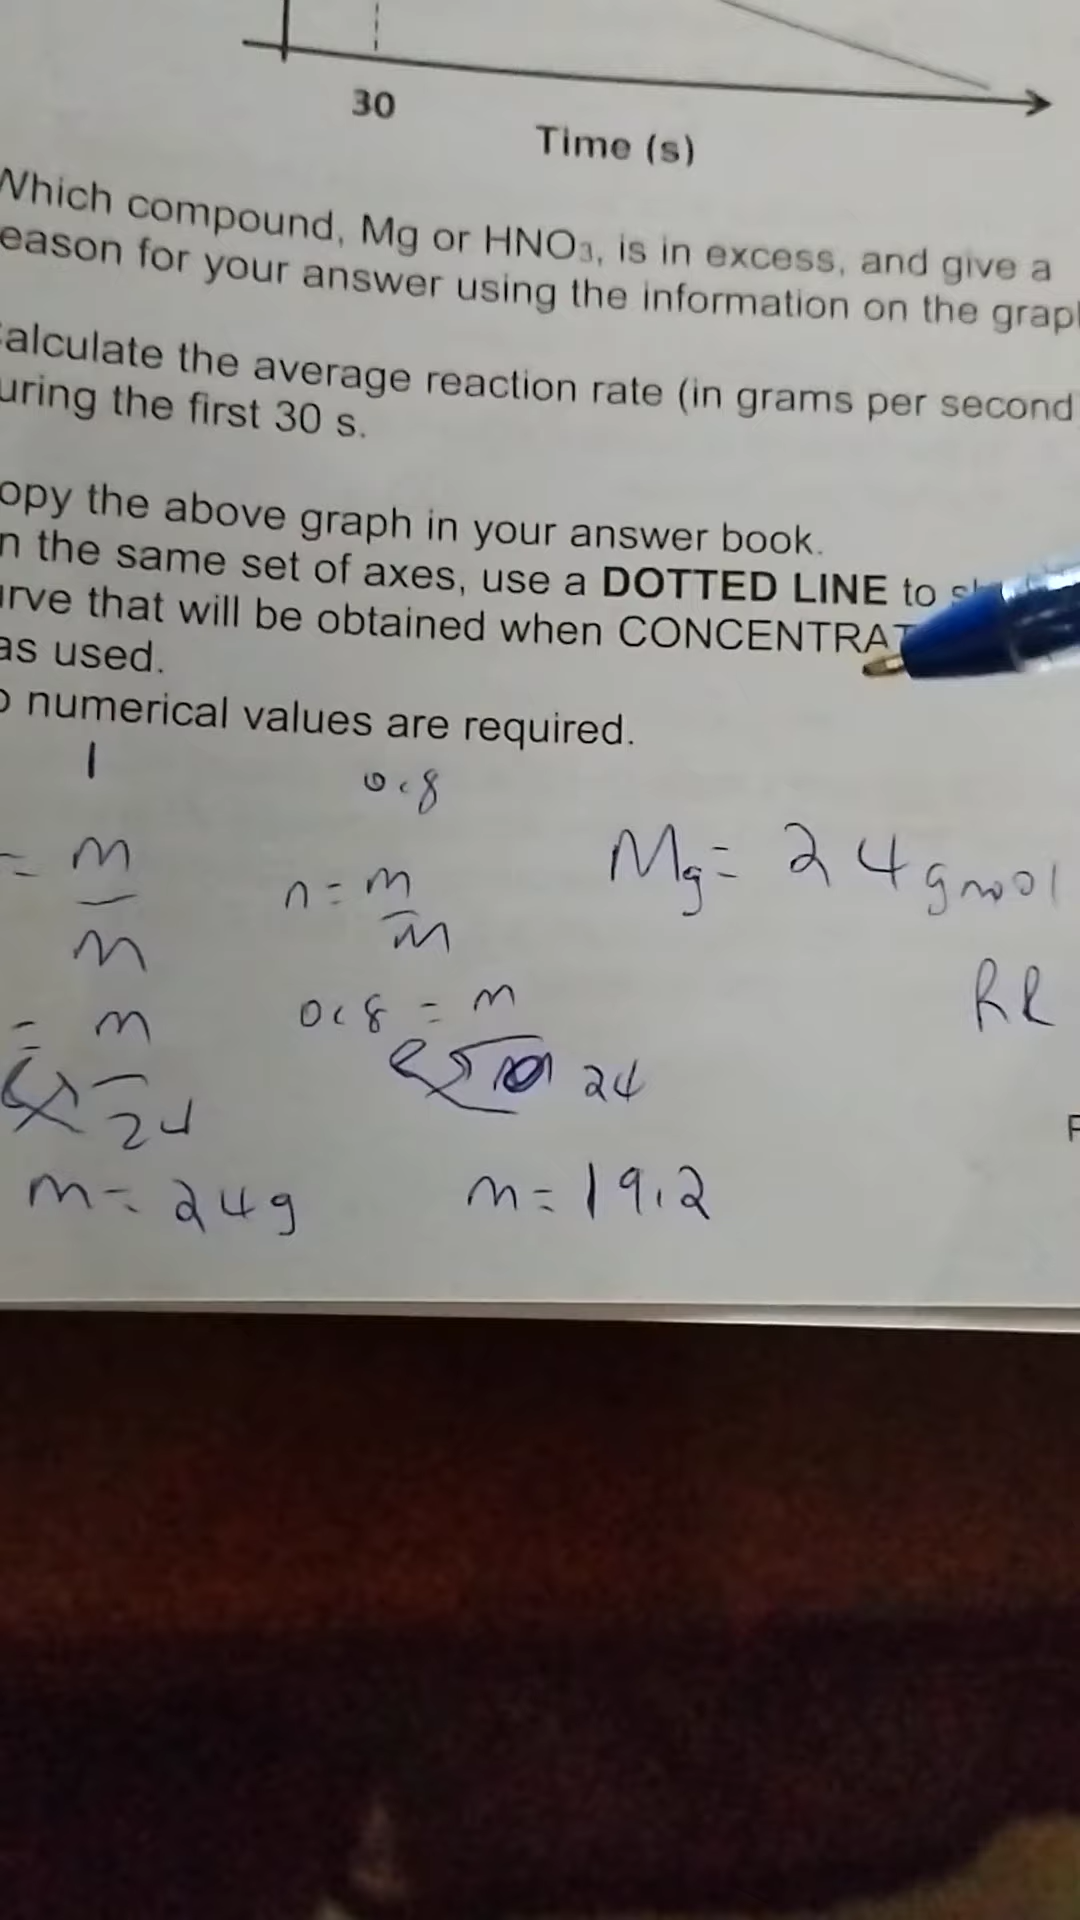 30
Time (s)
Which compound, Mg or HNO₃, is in excess, and give a
eason for your answer using the information on the grap
alculate the average reaction rate (in grams per second
uring the first 30 s.
opy the above graph in your answer book.
n the same set of axes, use a DOTTED LINE to s
urve that will be obtained when CONCENTRAT
as used.
o numerical values are required.
1
0.8
= m
m
n = m
m
Mg = 24 gmol
RR
= m
24
0.8 = m
24
m = 24g
m = 19.2